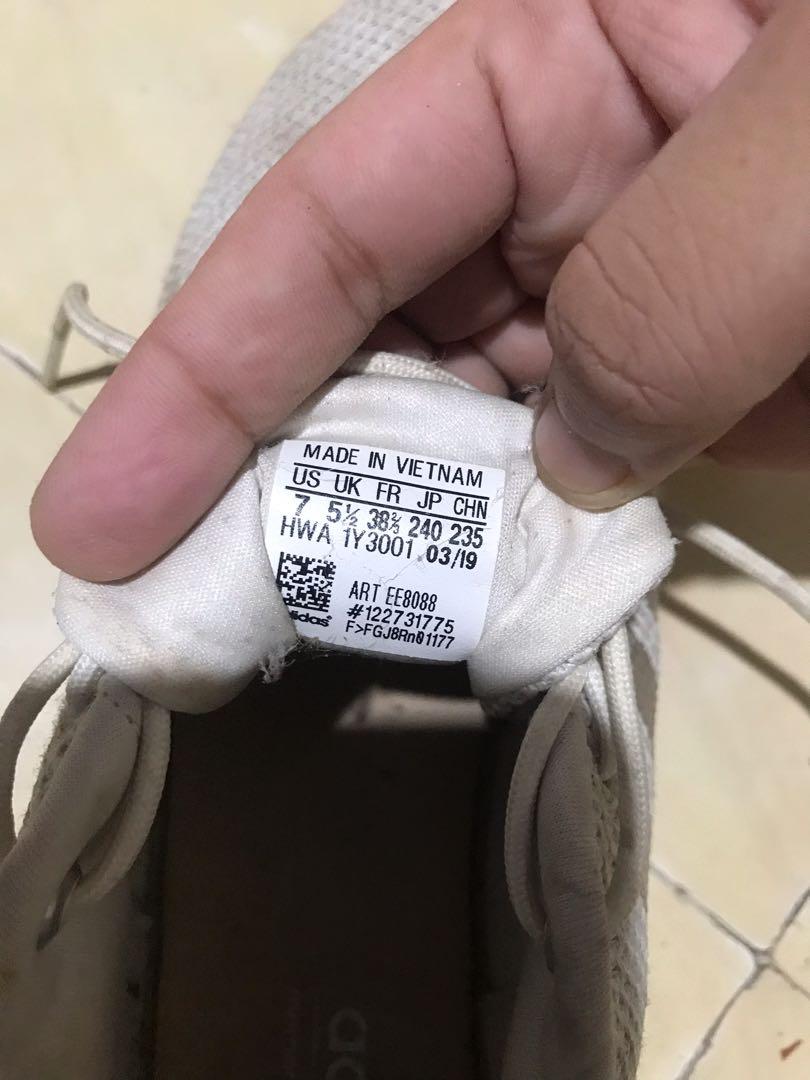 MADE IN VIETNAM
US UK FR JP CHN
7 5½ 38⅔ 240 235
HWA 1Y3001 03/19
ART EE8088
#122731775
adidas® F>FGJ8Rn01177